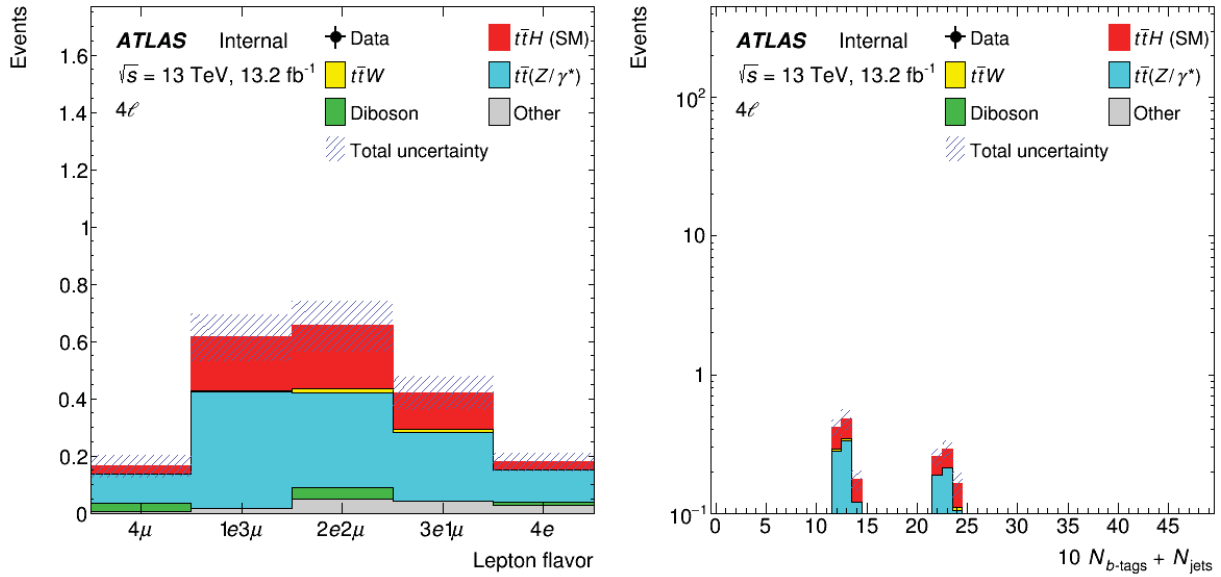 Events
1.6
1.4
1.2
1
0.8
0.6
0.4
0.2
0
ATLAS Internal
√s = 13 TeV, 13.2 fb⁻¹
4ℓ
Data
tt̄W
Diboson
Total uncertainty
tt̄H (SM)
tt̄(Z/γ*)
Other
4μ 1e3μ 2e2μ 3e1μ 4e
Lepton flavor
Events
10²
10
1
10⁻¹
ATLAS Internal
√s = 13 TeV, 13.2 fb⁻¹
4ℓ
Data
tt̄W
Diboson
Total uncertainty
tt̄H (SM)
tt̄(Z/γ*)
Other
0 5 10 15 20 25 30 35 40 45
10 N_b-tags + N_jets